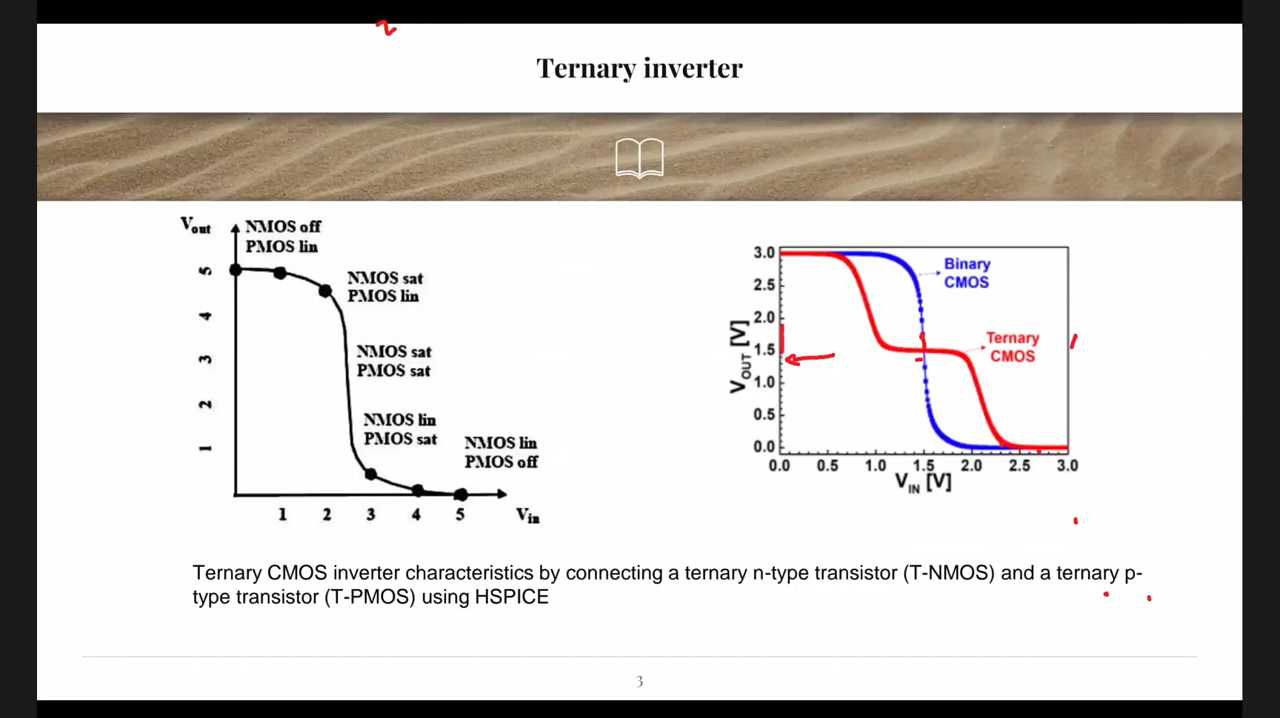 Ternary inverter
Vout
NMOS off
PMOS lin
NMOS sat
PMOS lin
NMOS sat
PMOS sat
NMOS lin
PMOS sat
NMOS lin
PMOS off
5
4
3
2
1
1 2 3 4 5 Vin
3.0
2.5
2.0
1.5
1.0
0.5
0.0
VOUT [V]
Binary
CMOS
Ternary
CMOS
0.0 0.5 1.0 1.5 2.0 2.5 3.0
VIN [V]
Ternary CMOS inverter characteristics by connecting a ternary n-type transistor (T-NMOS) and a ternary p-
type transistor (T-PMOS) using HSPICE
3